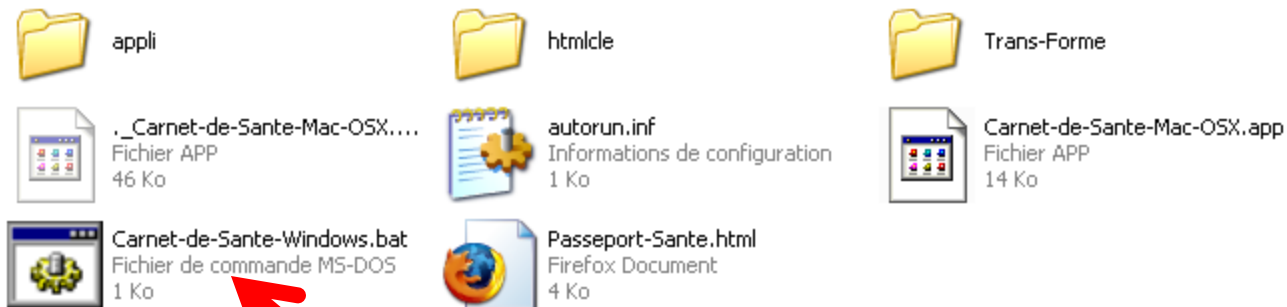 appli
htmlcle
Trans-Forme
._Carnet-de-Sante-Mac-OSX....
Fichier APP
46 Ko
autorun.inf
Informations de configuration
1 Ko
Carnet-de-Sante-Mac-OSX.app
Fichier APP
14 Ko
Carnet-de-Sante-Windows.bat
Fichier de commande MS-DOS
1 Ko
Passeport-Sante.html
Firefox Document
4 Ko